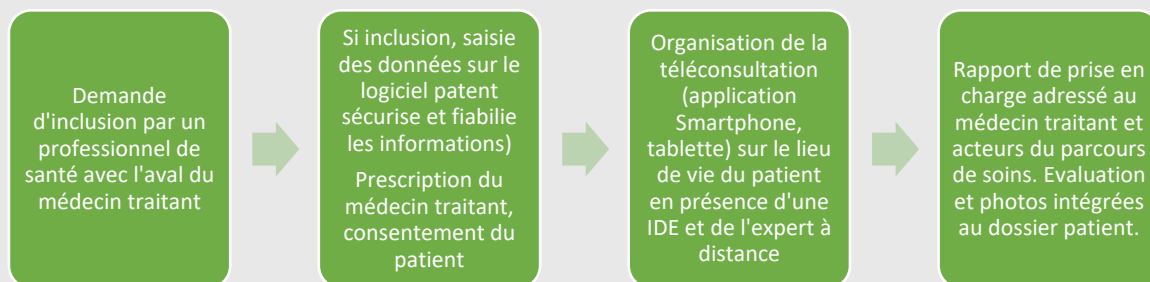 Demande
d'inclusion par un
professionnel de
santé avec l'aval du
médecin traitant
Si inclusion, saisie
des données sur le
logiciel patent
sécurise et fiabilie
les informations)
Prescription du
médecin traitant,
consentement du
patient
Organisation de la
téléconsultation
(application
Smartphone,
tablette) sur le lieu
de vie du patient
en présence d'une
IDE et de l'expert à
distance
Rapport de prise en
charge adressé au
médecin traitant et
acteurs du parcours
de soins. Evaluation
et photos intégrées
au dossier patient.